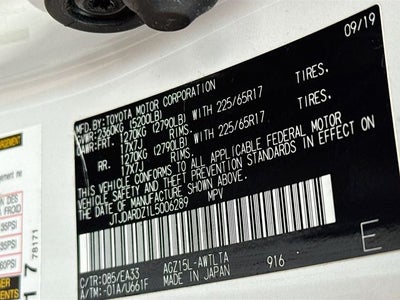 09/19
MFD.BY:TOYOTA MOTOR CORPORATION
GVWR:2360KG (5200LB)
1270KG (2790LB) WITH 225/65R17 TIRES.
17X7J RIMS.
RR. 1270KG (2790LB) WITH 225/65R17 TIRES.
17X7J RIMS.
THIS VEHICLE CONFORMS TO ALL APPLICABLE FEDERAL MOTOR
VEHICLE SAFETY AND THEFT PREVENTION STANDARDS IN EFFECT ON
THE DATE OF MANUFACTURE SHOWN ABOVE.
JTJDARDZ1L5006289 MPV
C/TR:085/EA33 AGZ15L-AWTLTA
A/TM:-01A/U661F MADE IN JAPAN 916
E
78171